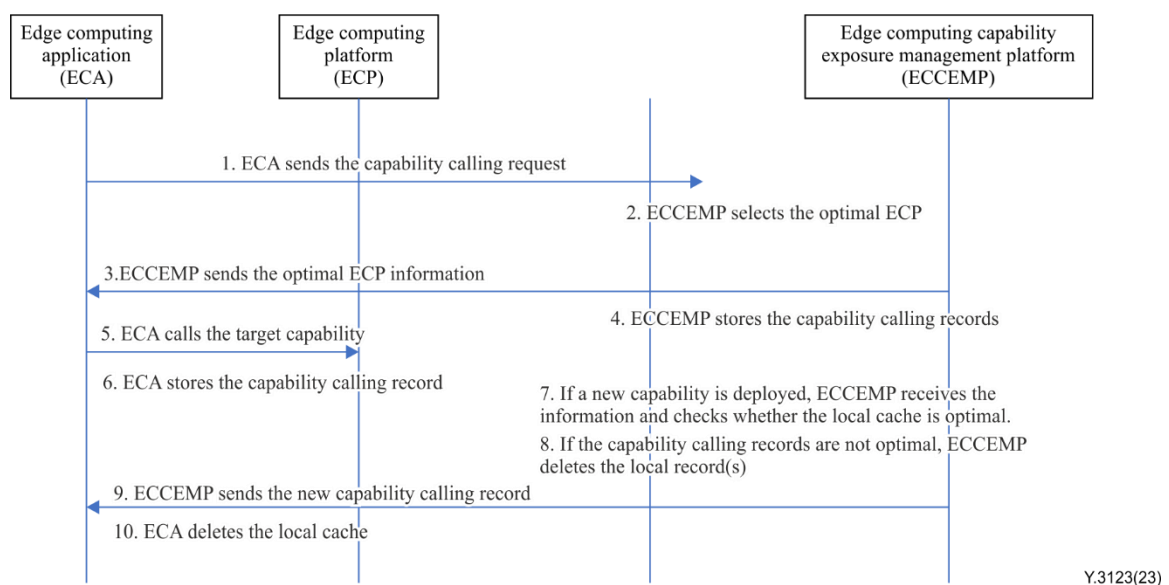 Edge computing
application
(ECA)
Edge computing
platform
(ECP)
Edge computing capability
exposure management platform
(ECCEMP)
1. ECA sends the capability calling request
2. ECCEMP selects the optimal ECP
3.ECCEMP sends the optimal ECP information
4. ECCEMP stores the capability calling records
5. ECA calls the target capability
6. ECA stores the capability calling record
7. If a new capability is deployed, ECCEMP receives the
information and checks whether the local cache is optimal.
8. If the capability calling records are not optimal, ECCEMP
deletes the local record(s)
9. ECCEMP sends the new capability calling record
10. ECA deletes the local cache
Y.3123(23)